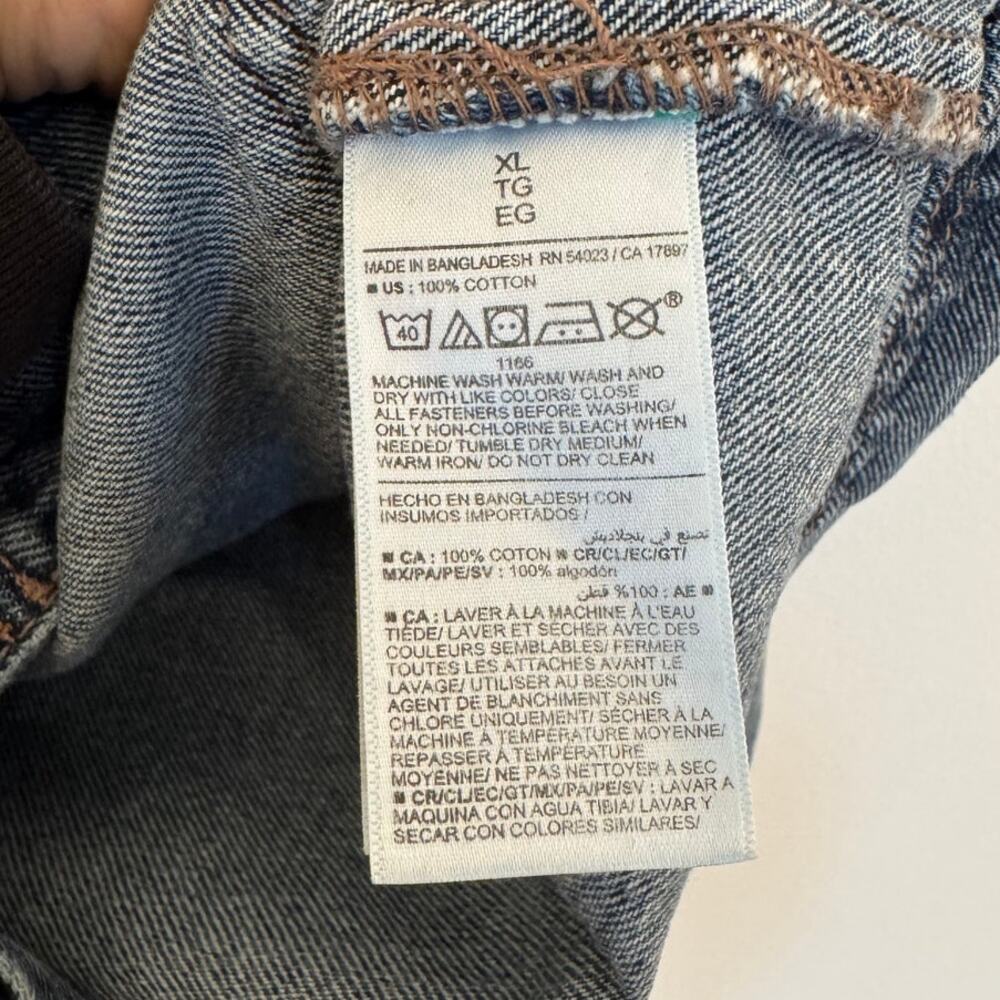 XL
TG
EG
MADE IN BANGLADESH RN 54023 / CA 17897
■ US : 100% COTTON
40 ®
1166
MACHINE WASH WARM/ WASH AND
DRY WITH LIKE COLORS/ CLOSE
ALL FASTENERS BEFORE WASHING/
ONLY NON-CHLORINE BLEACH WHEN
NEEDED/ TUMBLE DRY MEDIUM/
WARM IRON/ DO NOT DRY CLEAN
HECHO EN BANGLADESH CON
INSUMOS IMPORTADOS /
تصنع في بنجلاديش
■ CA : 100% COTON ■ CR/CL/EC/GT/
MX/PA/PE/SV : 100% algodón
■ AE : 100% قطن
■ CA : LAVER À LA MACHINE À L'EAU
TIÈDE/ LAVER ET SÉCHER AVEC DES
COULEURS SEMBLABLES/ FERMER
TOUTES LES ATTACHES AVANT LE
LAVAGE/ UTILISER AU BESOIN UN
AGENT DE BLANCHIMENT SANS
CHLORE UNIQUEMENT/ SÉCHER À LA
MACHINE À TEMPÉRATURE MOYENNE/
REPASSER À TEMPÉRATURE
MOYENNE/ NE PAS NETTOYER À SEC
■ CR/CL/EC/GT/MX/PA/PE/SV : LAVAR A
MAQUINA CON AGUA TIBIA/ LAVAR Y
SECAR CON COLORES SIMILARES/